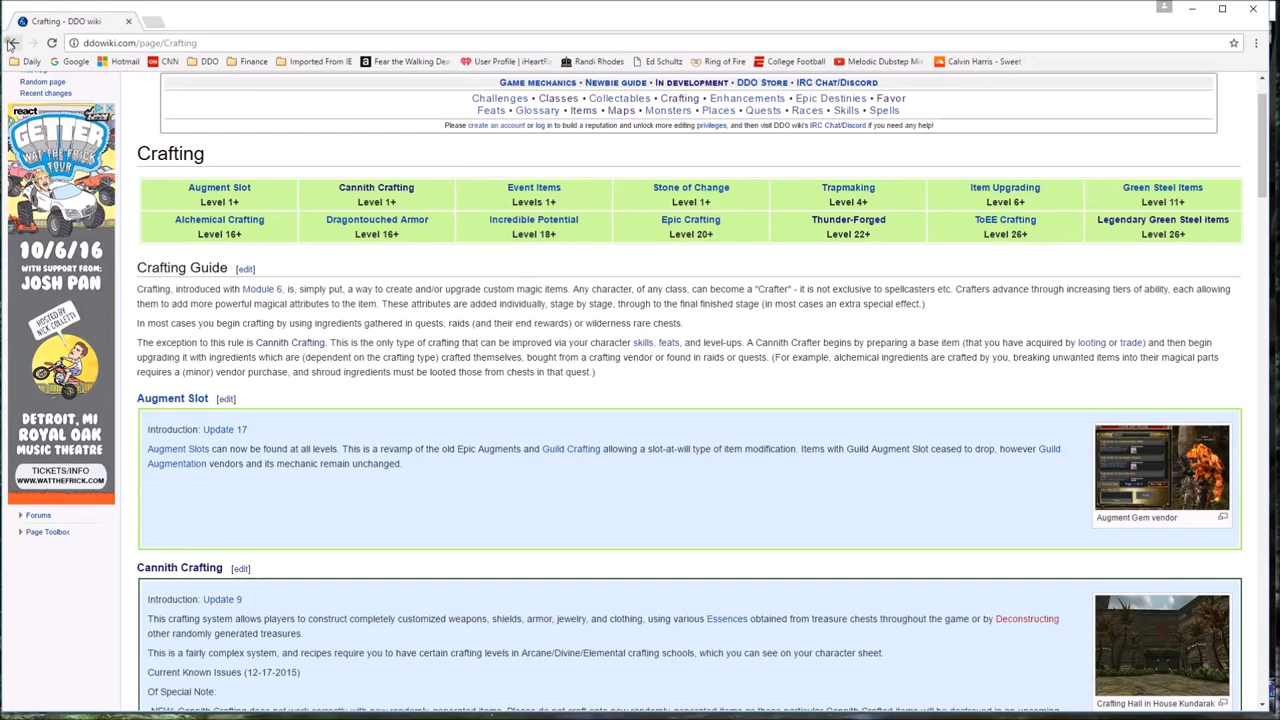 Crafting - DDO wiki
ddowiki.com/page/Crafting
Daily Google Hotmail CNN DDO Finance Imported From IE Fear the Walking Dea User Profile | iHeartRa Randi Rhodes Ed Schultz Ring of Fire College Football Melodic Dubstep Mi Calvin Harris - Sweet
Random page
Recent changes
Game mechanics • Newbie guide • In development • DDO Store • IRC Chat/Discord
Challenges • Classes • Collectables • Crafting • Enhancements • Epic Destinies • Favor
Feats • Glossary • Items • Maps • Monsters • Places • Quests • Races • Skills • Spells
Please create an account or log in to build a reputation and unlock more editing privileges, and then visit DDO wiki's IRC Chat/Discord if you need any help!
Crafting
Augment Slot Cannith Crafting Event Items Stone of Change Trapmaking Item Upgrading Green Steel Items
Level 1+ Level 1+ Levels 1+ Level 1+ Level 4+ Level 6+ Level 11+
Alchemical Crafting Dragontouched Armor Incredible Potential Epic Crafting Thunder-Forged ToEE Crafting Legendary Green Steel items
Level 16+ Level 16+ Level 18+ Level 20+ Level 22+ Level 26+ Level 26+
Crafting Guide [edit]
Crafting, introduced with Module 6, is, simply put, a way to create and/or upgrade custom magic items. Any character, of any class, can become a "Crafter" - it is not exclusive to spellcasters etc. Crafters advance through increasing tiers of ability, each allowing
them to add more powerful magical attributes to the item. These attributes are added individually, stage by stage, through to the final finished stage (in most cases an extra special effect.)
In most cases you begin crafting by using ingredients gathered in quests, raids (and their end rewards) or wilderness rare chests.
The exception to this rule is Cannith Crafting. This is the only type of crafting that can be improved via your character skills, feats, and level-ups. A Cannith Crafter begins by preparing a base item (that you have acquired by looting or trade) and then begin
upgrading it with ingredients which are (dependent on the crafting type) crafted themselves, bought from a crafting vendor or found in raids or quests. (For example, alchemical ingredients are crafted by you, breaking unwanted items into their magical parts
requires a (minor) vendor purchase, and shroud ingredients must be looted those from chests in that quest.)
Augment Slot [edit]
Introduction: Update 17
Augment Slots can now be found at all levels. This is a revamp of the old Epic Augments and Guild Crafting allowing a slot-at-will type of item modification. Items with Guild Augment Slot ceased to drop, however Guild
Augmentation vendors and its mechanic remain unchanged.
Augment Gem vendor
Cannith Crafting [edit]
Introduction: Update 9
This crafting system allows players to construct completely customized weapons, shields, armor, jewelry, and clothing, using various Essences obtained from treasure chests throughout the game or by Deconstructing
other randomly generated treasures.
This is a fairly complex system, and recipes require you to have certain crafting levels in Arcane/Divine/Elemental crafting schools, which you can see on your character sheet.
Current Known Issues (12-17-2015)
Of Special Note:
Crafting Hall in House Kundarak
react
GETTER
WAT THE FRICK
TOUR
10/6/16
WITH SUPPORT FROM:
JOSH PAN
HOSTED BY
NICK COLLETTI
DETROIT, MI
ROYAL OAK
MUSIC THEATRE
TICKETS/INFO
WWW.WATTHEFRICK.COM
Forums
Page Toolbox